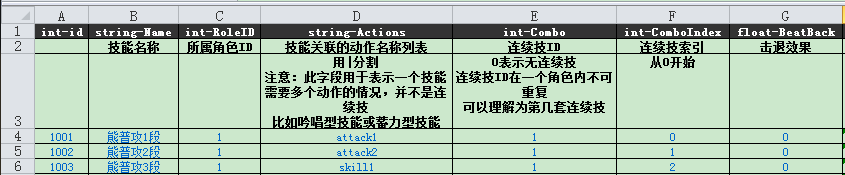 A B C D E F G
1 int-id string-Name int-RoleID string-Actions int-Combo int-ComboIndex float-BeatBack
2 技能名称 所属角色ID 技能关联的动作名称列表 连续技ID 连续技索引 击退效果
用|分割 0表示无连续技 从0开始
注意：此字段用于表示一个技能 连续技ID在一个角色内不可
需要多个动作的情况，并不是连 重复
续技 可以理解为第几套连续技
3 比如吟唱型技能或蓄力型技能
4 1001 熊普攻1段 1 attack1 1 0 0
5 1002 熊普攻2段 1 attack2 1 1 0
6 1003 熊普攻3段 1 skill1 1 2 0